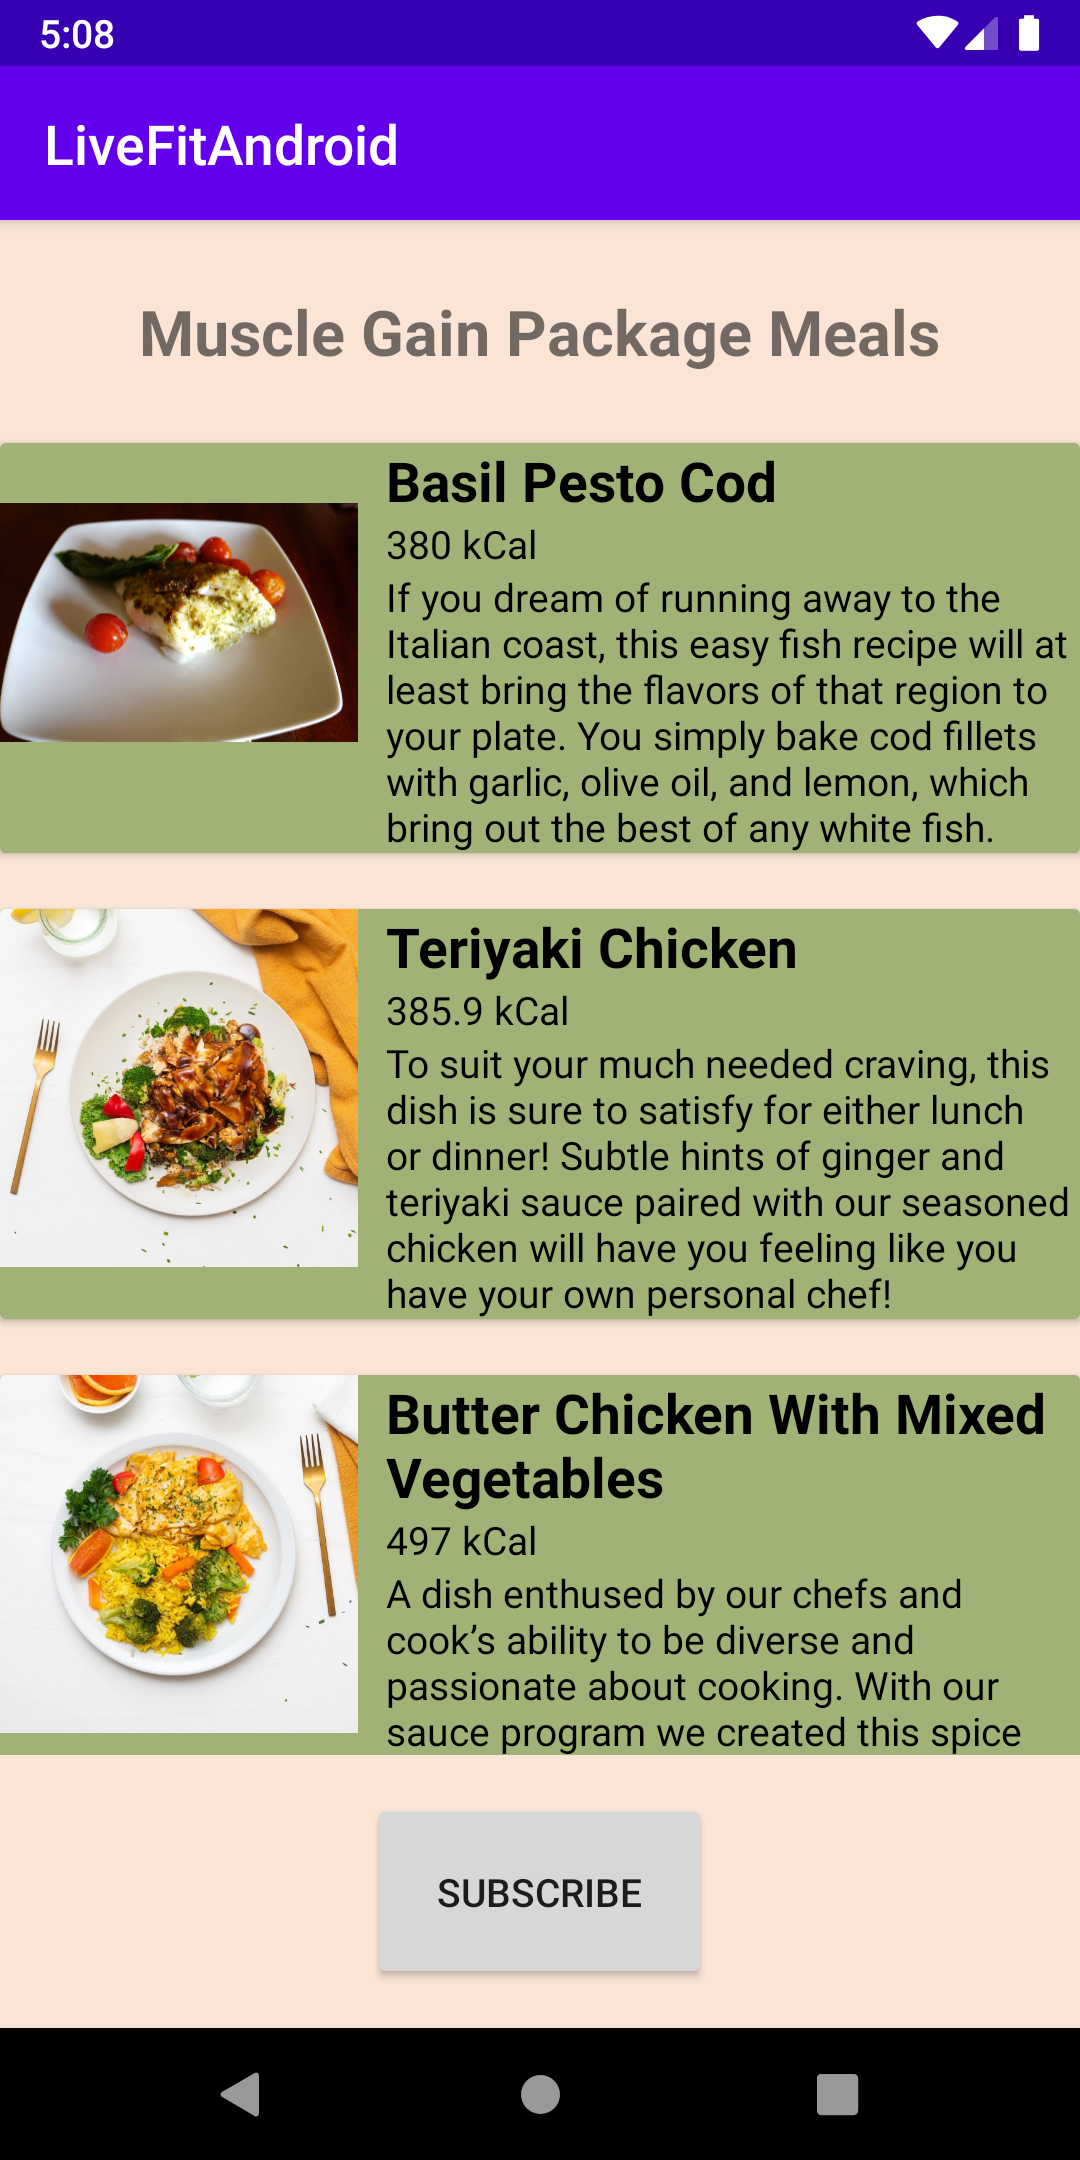 5:08
LiveFitAndroid
Muscle Gain Package Meals
Basil Pesto Cod
380 kCal
If you dream of running away to the
Italian coast, this easy fish recipe will at
least bring the flavors of that region to
your plate. You simply bake cod fillets
with garlic, olive oil, and lemon, which
bring out the best of any white fish.
Teriyaki Chicken
385.9 kCal
To suit your much needed craving, this
dish is sure to satisfy for either lunch
or dinner! Subtle hints of ginger and
teriyaki sauce paired with our seasoned
chicken will have you feeling like you
have your own personal chef!
Butter Chicken With Mixed
Vegetables
497 kCal
A dish enthused by our chefs and
cook’s ability to be diverse and
passionate about cooking. With our
sauce program we created this spice
SUBSCRIBE